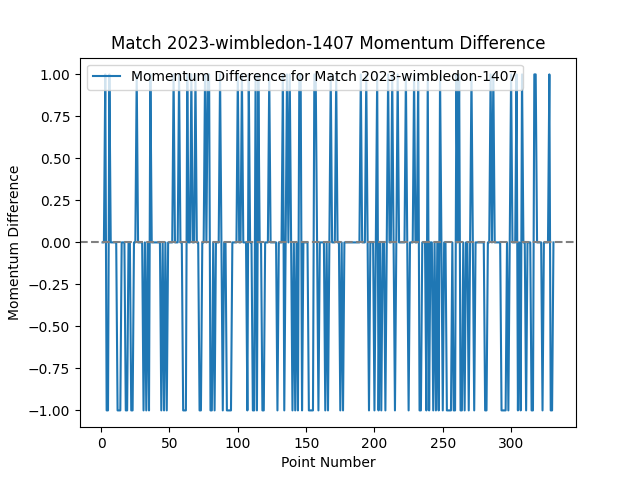 Match 2023-wimbledon-1407 Momentum Difference
Momentum Difference for Match 2023-wimbledon-1407
Momentum Difference
1.00
0.75
0.50
0.25
0.00
−0.25
−0.50
−0.75
−1.00
0 50 100 150 200 250 300
Point Number